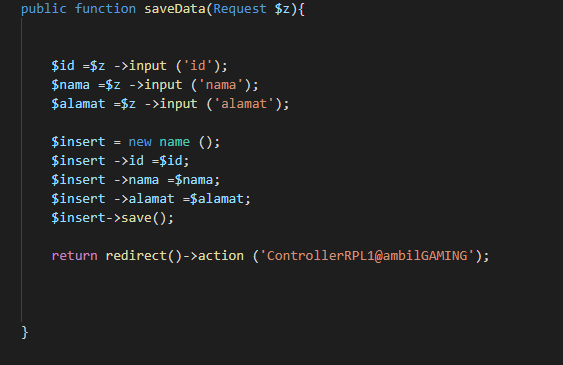 public function saveData(Request $z){
$id =$z ->input ('id');
$nama =$z ->input ('nama');
$alamat =$z ->input ('alamat');
$insert = new name ();
$insert ->id =$id;
$insert ->nama =$nama;
$insert ->alamat =$alamat;
$insert->save();
return redirect()->action ('ControllerRPL1@ambilGAMING');
}